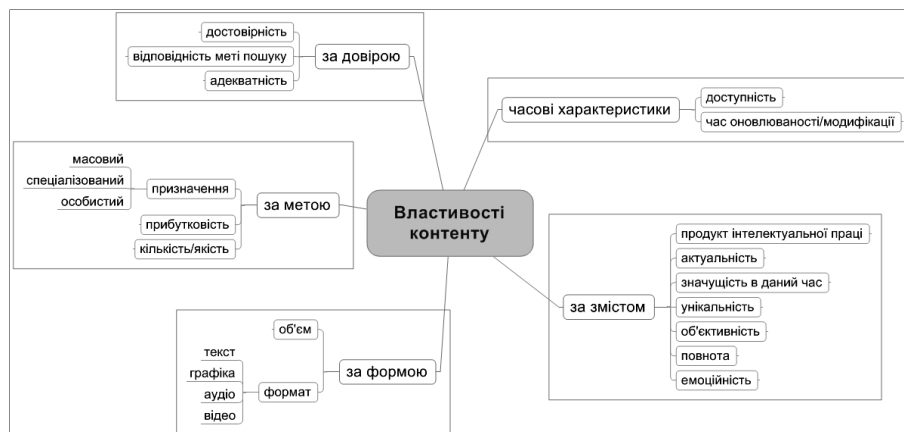 достовірність
відповідність меті пошуку
адекватність
за довірою
часові характеристики
доступність
час оновлюваності/модифікації
масовий
спеціалізований
особистий
призначення
прибутковість
кількість/якість
за метою
Властивості
контенту
за змістом
продукт інтелектуальної праці
актуальність
значущість в даний час
унікальність
об'єктивність
повнота
емоційність
об'єм
текст
графіка
аудіо
відео
формат
за формою